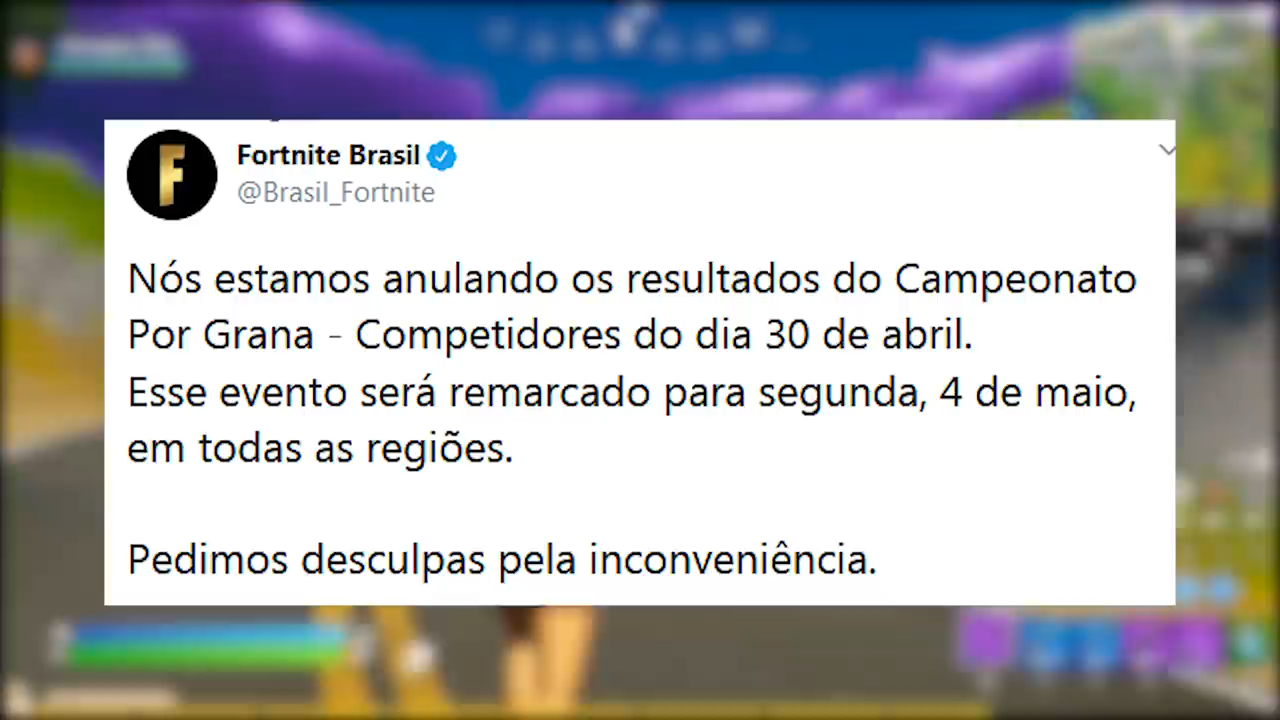 Fortnite Brasil
@Brasil_Fortnite
Nós estamos anulando os resultados do Campeonato
Por Grana - Competidores do dia 30 de abril.
Esse evento será remarcado para segunda, 4 de maio,
em todas as regiões.
Pedimos desculpas pela inconveniência.